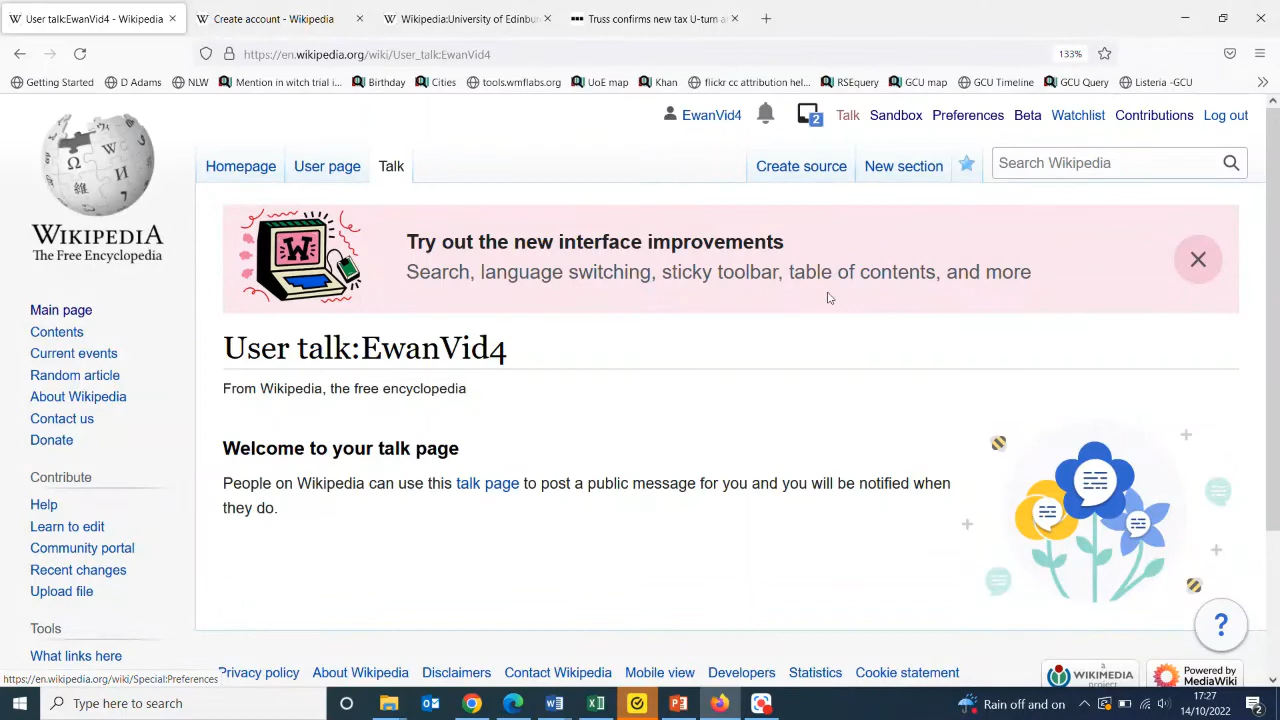 User talk:EwanVid4 - Wikipedia
Create account - Wikipedia
Wikipedia:University of Edinbur
Truss confirms new tax U-turn a
https://en.wikipedia.org/wiki/User_talk:EwanVid4
133%
Getting Started
D Adams
NLW
Mention in witch trial i...
Birthday
Cities
tools.wmflabs.org
UoE map
Khan
flickr cc attribution hel...
RSEquery
GCU map
GCU Timeline
GCU Query
Listeria -GCU
EwanVid4
2
Talk
Sandbox
Preferences
Beta
Watchlist
Contributions
Log out
Homepage
User page
Talk
Create source
New section
Search Wikipedia
WIKIPEDIA
The Free Encyclopedia
W
Try out the new interface improvements
Search, language switching, sticky toolbar, table of contents, and more
User talk:EwanVid4
From Wikipedia, the free encyclopedia
Welcome to your talk page
People on Wikipedia can use this talk page to post a public message for you and you will be notified when
they do.
Main page
Contents
Current events
Random article
About Wikipedia
Contact us
Donate
Contribute
Help
Learn to edit
Community portal
Recent changes
Upload file
Tools
What links here
?
https://en.wikipedia.org/wiki/Special:Preferences
Privacy policy
About Wikipedia
Disclaimers
Contact Wikipedia
Mobile view
Developers
Statistics
Cookie statement
a
WIKIMEDIA
project
Powered by
MediaWiki
Type here to search
Rain off and on
17:27
14/10/2022
2